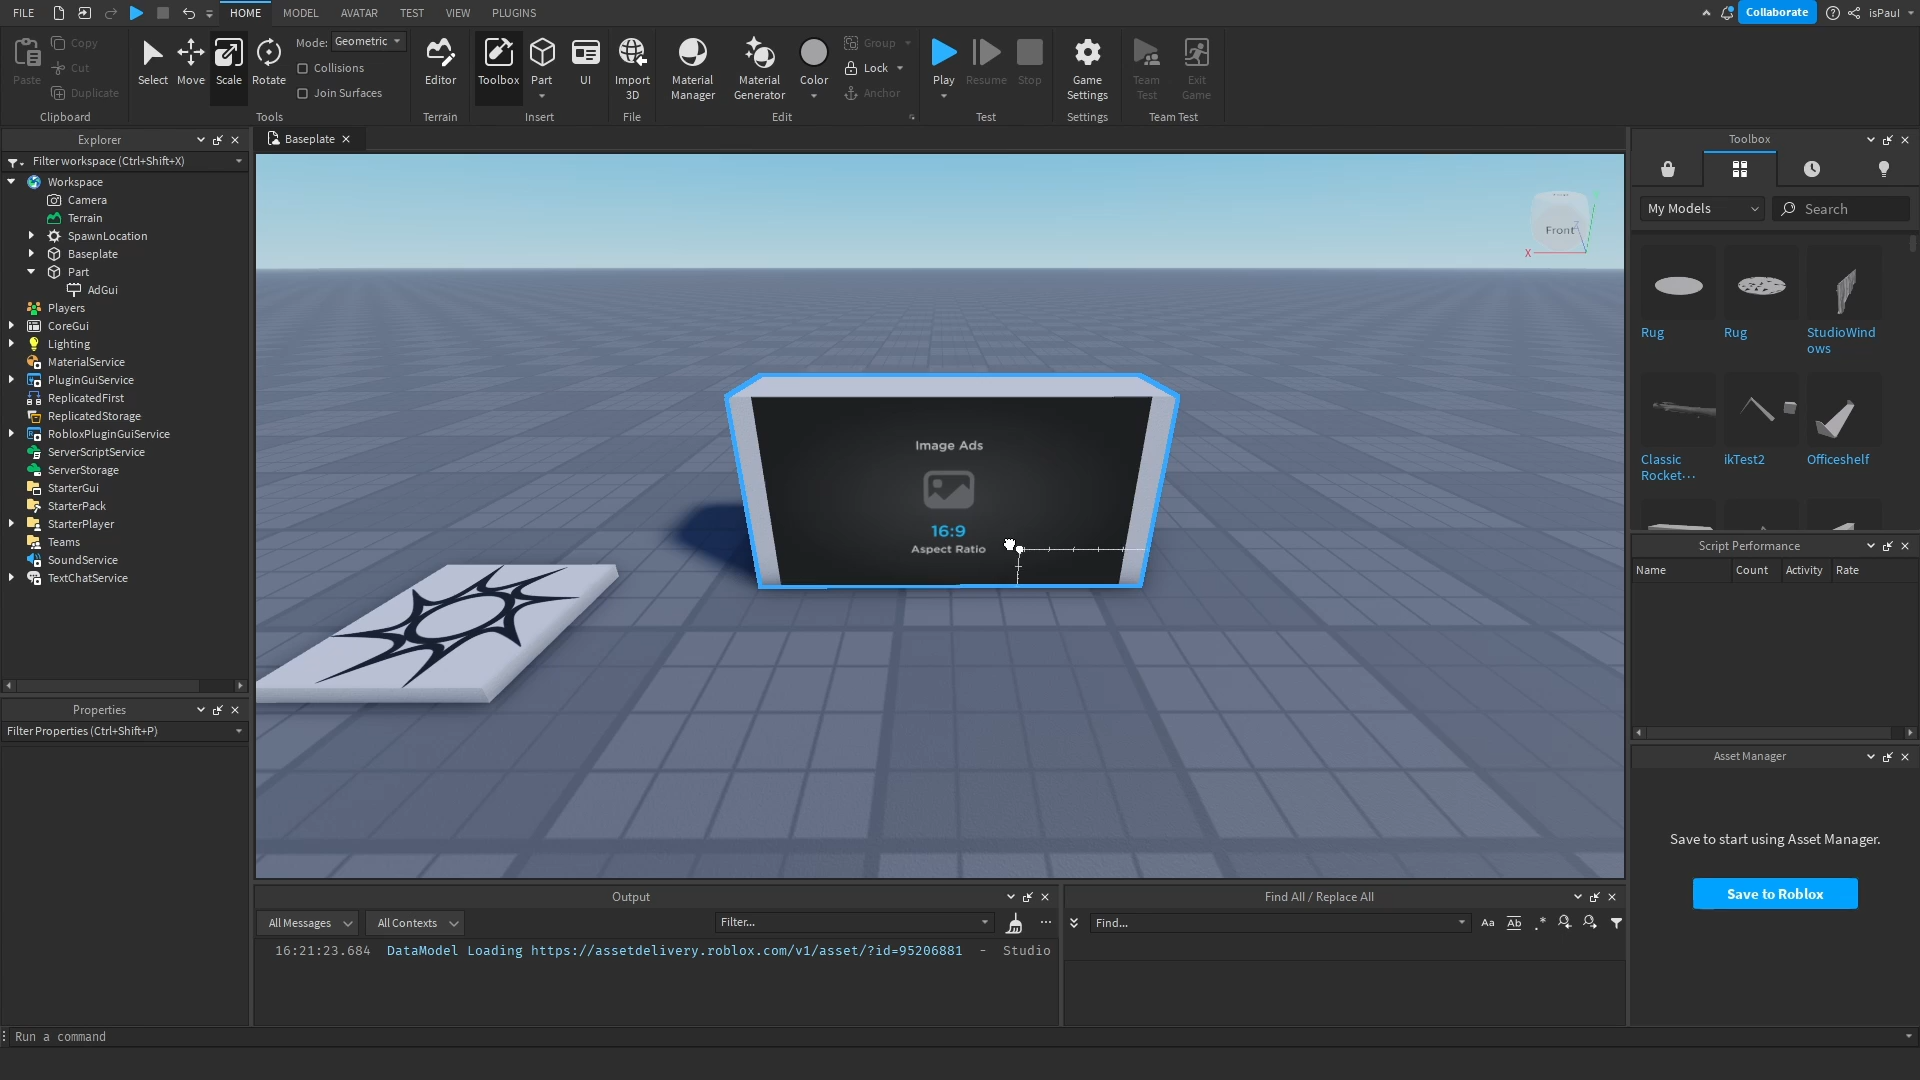 FILE HOME MODEL AVATAR TEST VIEW PLUGINS Collaborate isPaul
Paste
Copy
Cut
Duplicate
Clipboard
Select Move Scale Rotate
Mode: Geometric
Collisions
Join Surfaces
Tools
Editor
Terrain
Toolbox Part UI
Insert
Import
3D
File
Material
Manager
Material
Generator
Color
Group
Lock
Anchor
Edit
Play Resume Stop
Test
Game
Settings
Settings
Team
Test
Exit
Game
Team Test
Explorer
Filter workspace (Ctrl+Shift+X)
Workspace
Camera
Terrain
SpawnLocation
Baseplate
Part
AdGui
Players
CoreGui
Lighting
MaterialService
PluginGuiService
ReplicatedFirst
ReplicatedStorage
RobloxPluginGuiService
ServerScriptService
ServerStorage
StarterGui
StarterPack
StarterPlayer
Teams
SoundService
TextChatService
Properties
Filter Properties (Ctrl+Shift+P)
Baseplate
Front
X
Image Ads
16:9
Aspect Ratio
Output
All Messages All Contexts Filter...
16:21:23.684 DataModel Loading https://assetdelivery.roblox.com/v1/asset/?id=95206881 - Studio
Find All / Replace All
Find...
Aa Ab .*
Toolbox
My Models Search
Rug
Rug
StudioWind
ows
Classic
Rocket...
ikTest2
Officeshelf
Script Performance
Name Count Activity Rate
Asset Manager
Save to start using Asset Manager.
Save to Roblox
Run a command